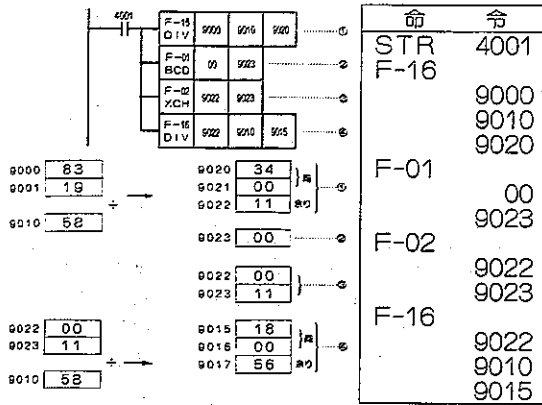 4001
F-16 DIV 9000 9010 9020 ①
F-01 BCD 00 9023 ②
F-02 XCH 9022 9023 ③
F-16 DIV 9022 9010 9015 ④
9000 83
9001 19
÷
9010 58
9020 34
9021 00
商
9022 11 余り
①
9023 00 ②
9022 00
9023 11
③
9022 00
9023 11
÷
9010 58
9015 18
9016 00
商
9017 56 余り
④
命 令
STR 4001
F-16
9000
9010
9020
F-01
00
9023
F-02
9022
9023
F-16
9022
9010
9015